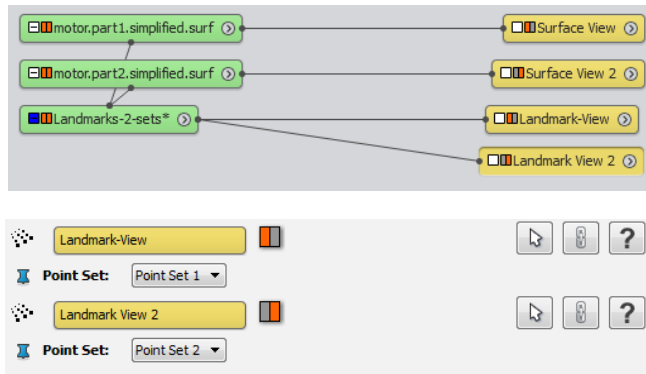 motor.part1.simplified.surf
Surface View
motor.part2.simplified.surf
Surface View 2
Landmarks-2-sets*
Landmark-View
Landmark View 2
Landmark-View
?
Point Set: Point Set 1
Landmark View 2
?
Point Set: Point Set 2